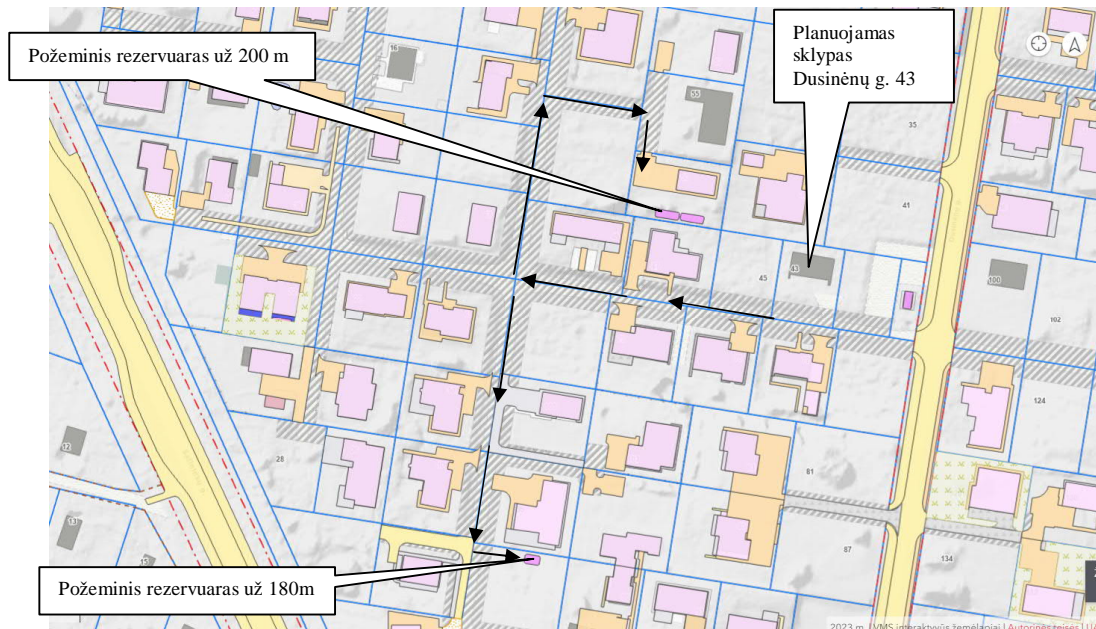 Požeminis rezervuaras už 200 m
Planuojamas
sklypas
Dusinėnų g. 43
16
55
35
41
45
43
100
102
124
12
28
81
13
15
87
134
Požeminis rezervuaras už 180m
2023 m. | VMS interaktyvūs žemėlapiai | Autorinės teisės |